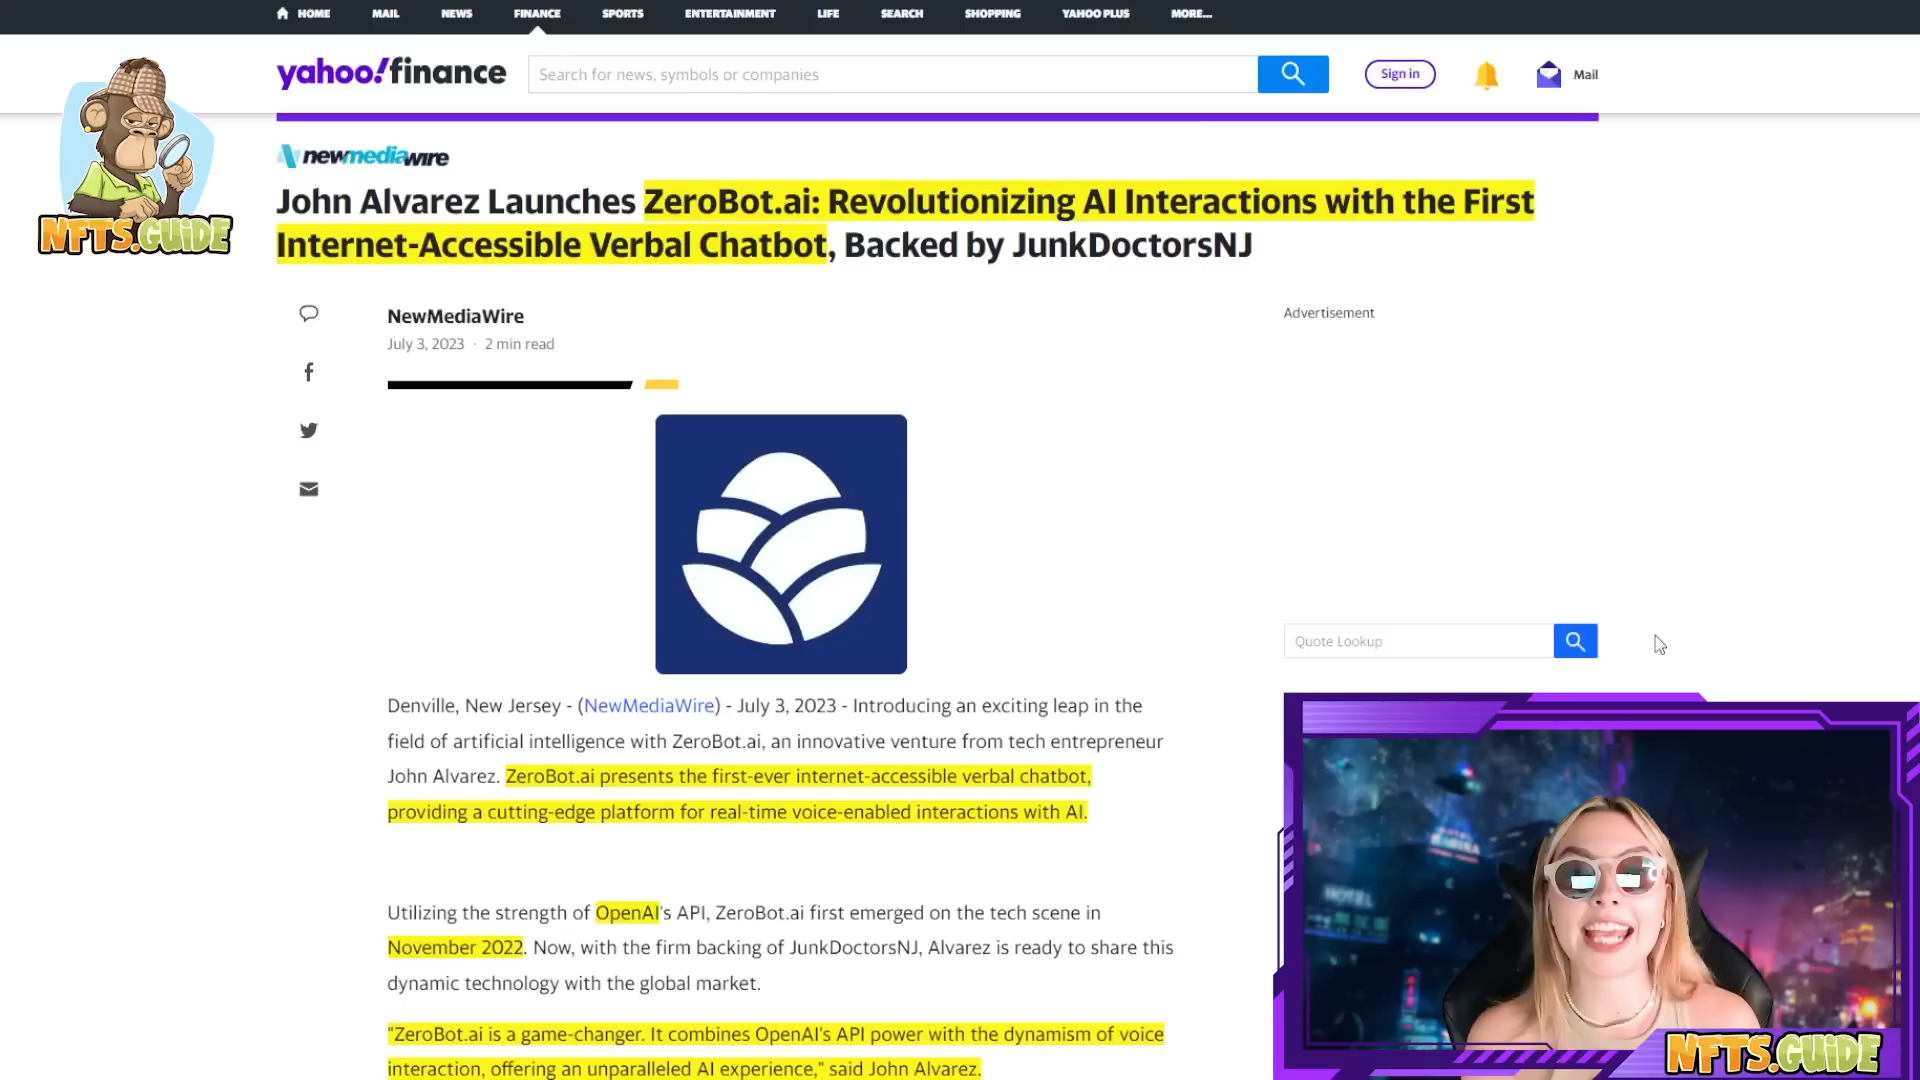 HOME MAIL NEWS FINANCE SPORTS ENTERTAINMENT LIFE SEARCH SHOPPING YAHOO PLUS MORE...
yahoo!finance
Search for news, symbols or companies
Sign in
Mail
NFTS.GUiDE
newmediawire
John Alvarez Launches ZeroBot.ai: Revolutionizing AI Interactions with the First
Internet-Accessible Verbal Chatbot, Backed by JunkDoctorsNJ
NewMediaWire
July 3, 2023 · 2 min read
Advertisement
Quote Lookup
Denville, New Jersey - (NewMediaWire) - July 3, 2023 - Introducing an exciting leap in the
field of artificial intelligence with ZeroBot.ai, an innovative venture from tech entrepreneur
John Alvarez. ZeroBot.ai presents the first-ever internet-accessible verbal chatbot,
providing a cutting-edge platform for real-time voice-enabled interactions with AI.
Utilizing the strength of OpenAI's API, ZeroBot.ai first emerged on the tech scene in
November 2022. Now, with the firm backing of JunkDoctorsNJ, Alvarez is ready to share this
dynamic technology with the global market.
"ZeroBot.ai is a game-changer. It combines OpenAI's API power with the dynamism of voice
interaction, offering an unparalleled AI experience," said John Alvarez.
HOTEL
NFTS.GUiDE